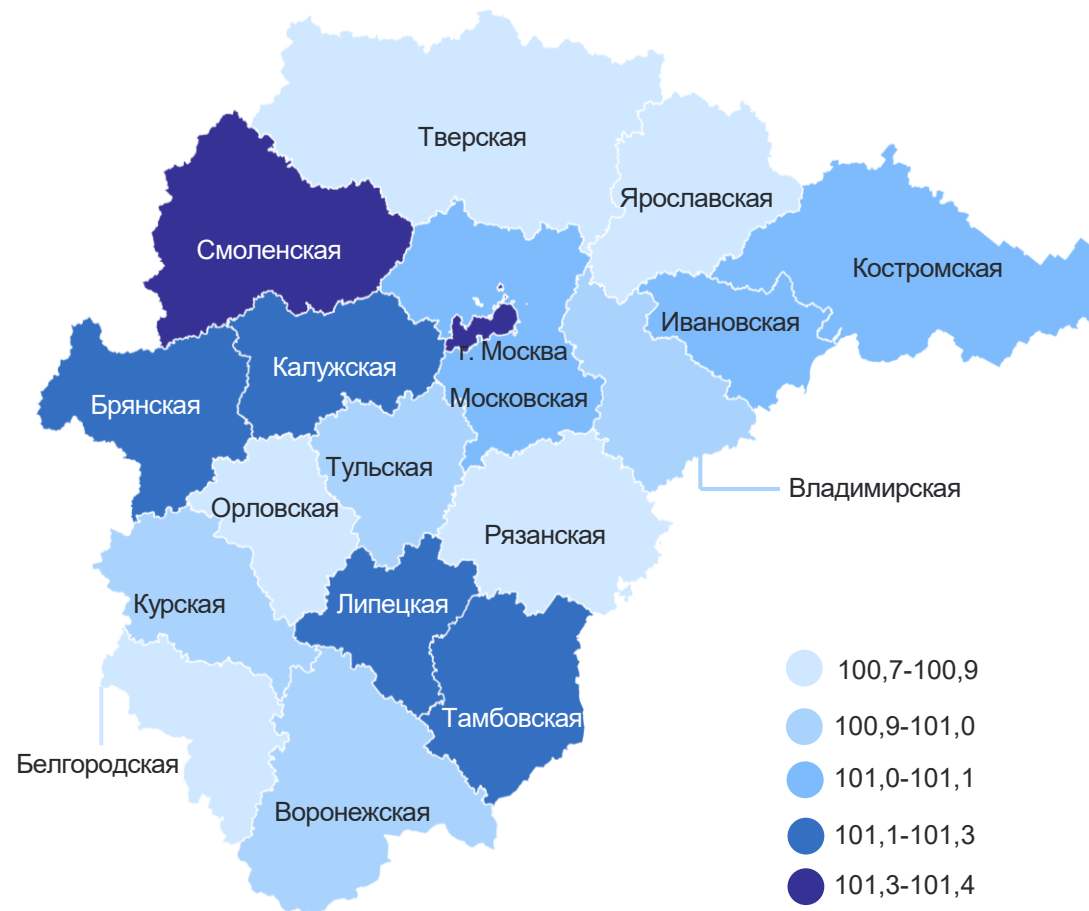 Тверская
Ярославская
Смоленская
Костромская
Ивановская
г. Москва
Калужская
Московская
Брянская
Тульская
Владимирская
Орловская
Рязанская
Курская
Липецкая
Тамбовская
Белгородская
Воронежская
100,7-100,9
100,9-101,0
101,0-101,1
101,1-101,3
101,3-101,4